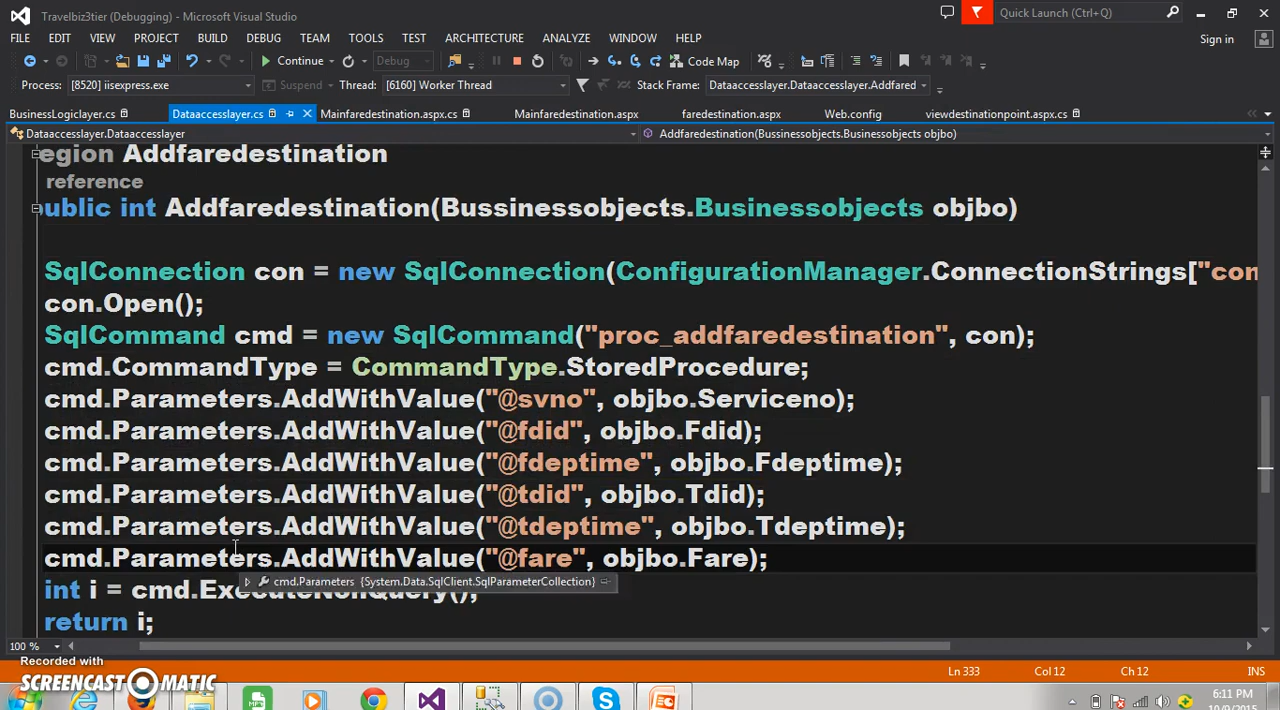 Travelbiz3tier (Debugging) - Microsoft Visual Studio
Quick Launch (Ctrl+Q)
FILE EDIT VIEW PROJECT BUILD DEBUG TEAM TOOLS TEST ARCHITECTURE ANALYZE WINDOW HELP
Sign in
Continue Debug Code Map
Process: [8520] iisexpress.exe Suspend Thread: [6160] Worker Thread Stack Frame: Dataaccesslayer.Dataaccesslayer.Addfared
BusinessLogiclayer.cs Dataaccesslayer.cs Mainfaredestination.aspx.cs Mainfaredestination.aspx faredestination.aspx Web.config viewdestinationpoint.aspx.cs
Dataaccesslayer.Dataaccesslayer Addfaredestination(Bussinessobjects.Businessobjects objbo)
egion Addfaredestination
reference
public int Addfaredestination(Bussinessobjects.Businessobjects objbo)
SqlConnection con = new SqlConnection(ConfigurationManager.ConnectionStrings["con
con.Open();
SqlCommand cmd = new SqlCommand("proc_addfaredestination", con);
cmd.CommandType = CommandType.StoredProcedure;
cmd.Parameters.AddWithValue("@svno", objbo.Serviceno);
cmd.Parameters.AddWithValue("@fdid", objbo.Fdid);
cmd.Parameters.AddWithValue("@fdeptime", objbo.Fdeptime);
cmd.Parameters.AddWithValue("@tdid", objbo.Tdid);
cmd.Parameters.AddWithValue("@tdeptime", objbo.Tdeptime);
cmd.Parameters.AddWithValue("@fare", objbo.Fare);
cmd.Parameters {System.Data.SqlClient.SqlParameterCollection}
int i = cmd.ExecuteNonQuery();
return i;
100 %
Recorded with
SCREENCAST MATIC
Ln 333 Col 12 Ch 12 INS
6:11 PM
10/9/2015